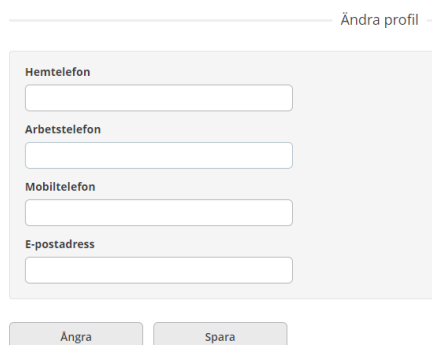 Ändra profil
Hemtelefon
Arbetstelefon
Mobiltelefon
E-postadress
Ångra
Spara